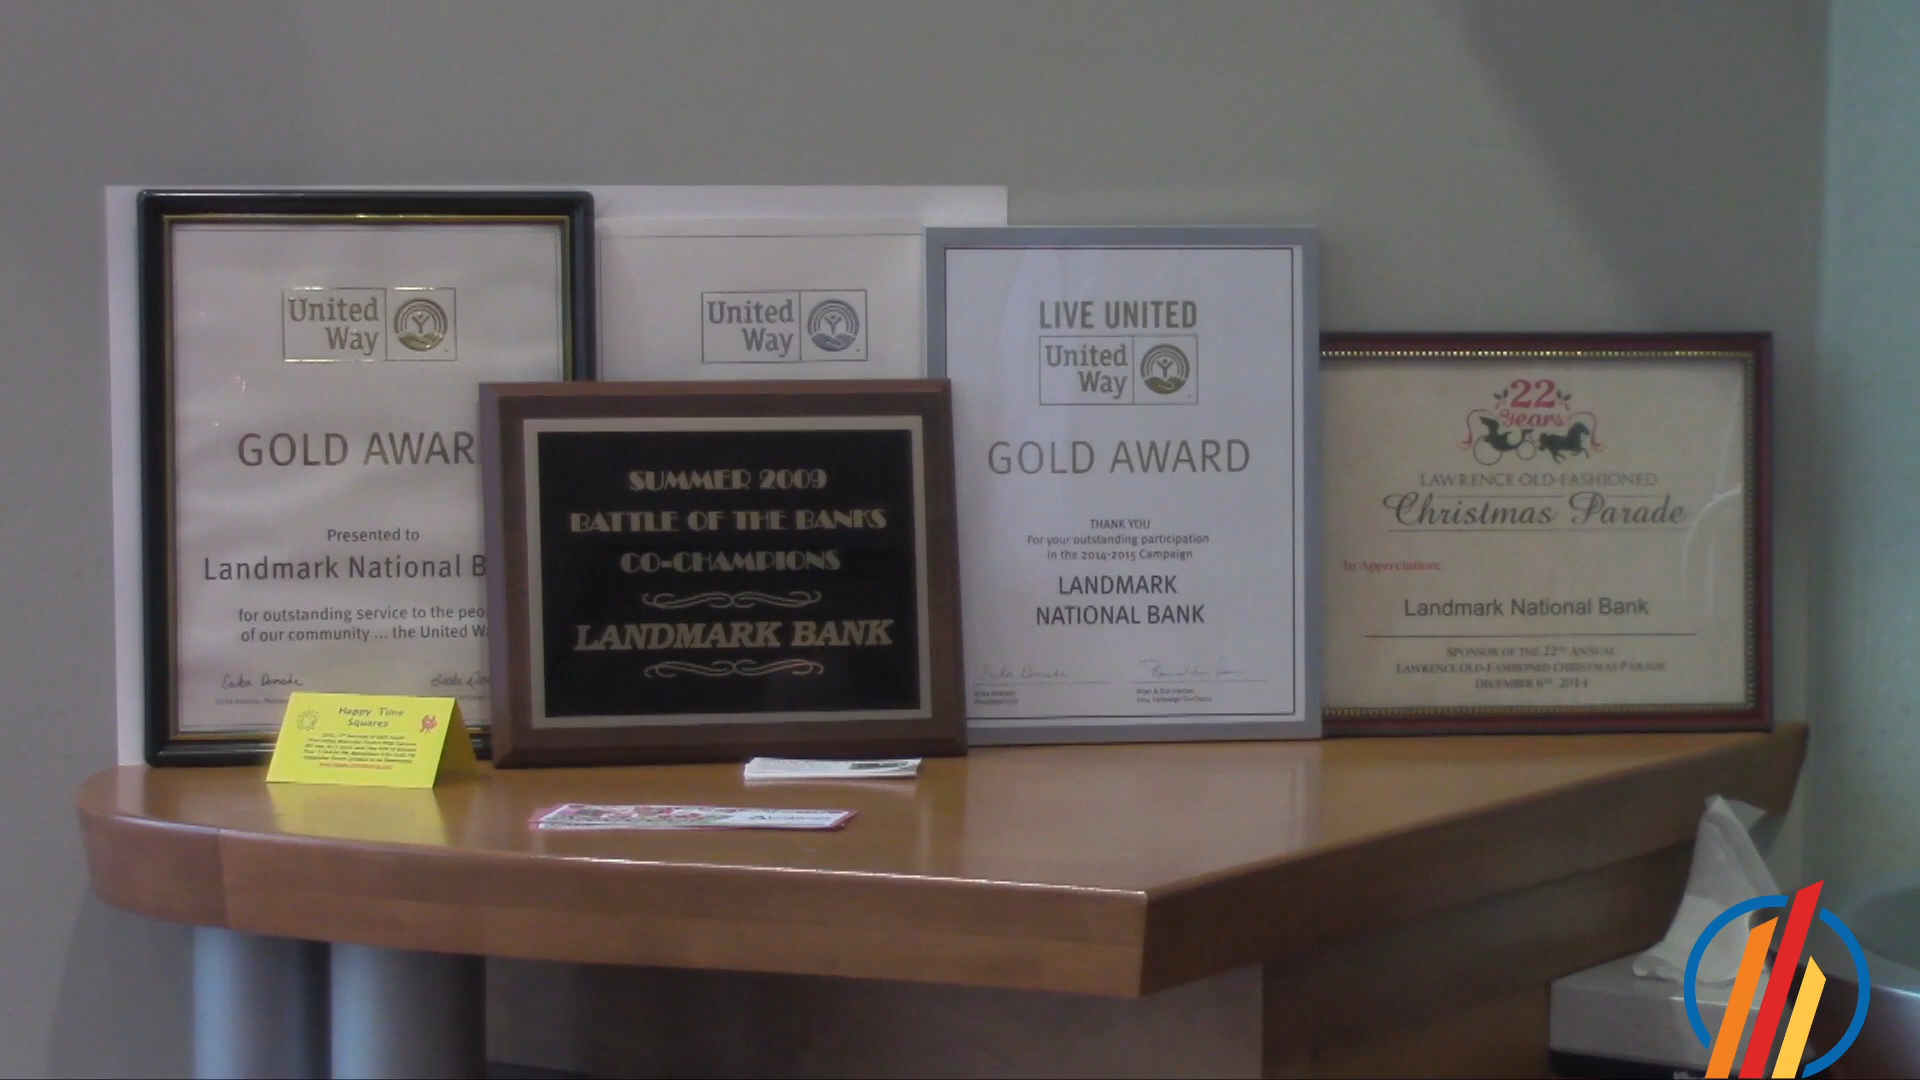 United
Way
GOLD AWAR
Presented to
Landmark National B
for outstanding service to the peo
of our community ... the United W
Happy Time
Squares
United
Way
SUMMER 2009
BATTLE OF THE BANKS
CO-CHAMPIONS
LANDMARK BANK
LIVE UNITED
United
Way
GOLD AWARD
THANK YOU
For your outstanding participation
in the 2014-2015 Campaign
LANDMARK
NATIONAL BANK
22
Years
LAWRENCE OLD-FASHIONED
Christmas Parade
In Appreciation:
Landmark National Bank
SPONSOR OF THE 22ND ANNUAL
LAWRENCE OLD-FASHIONED CHRISTMAS PARADE
DECEMBER 6TH, 2014